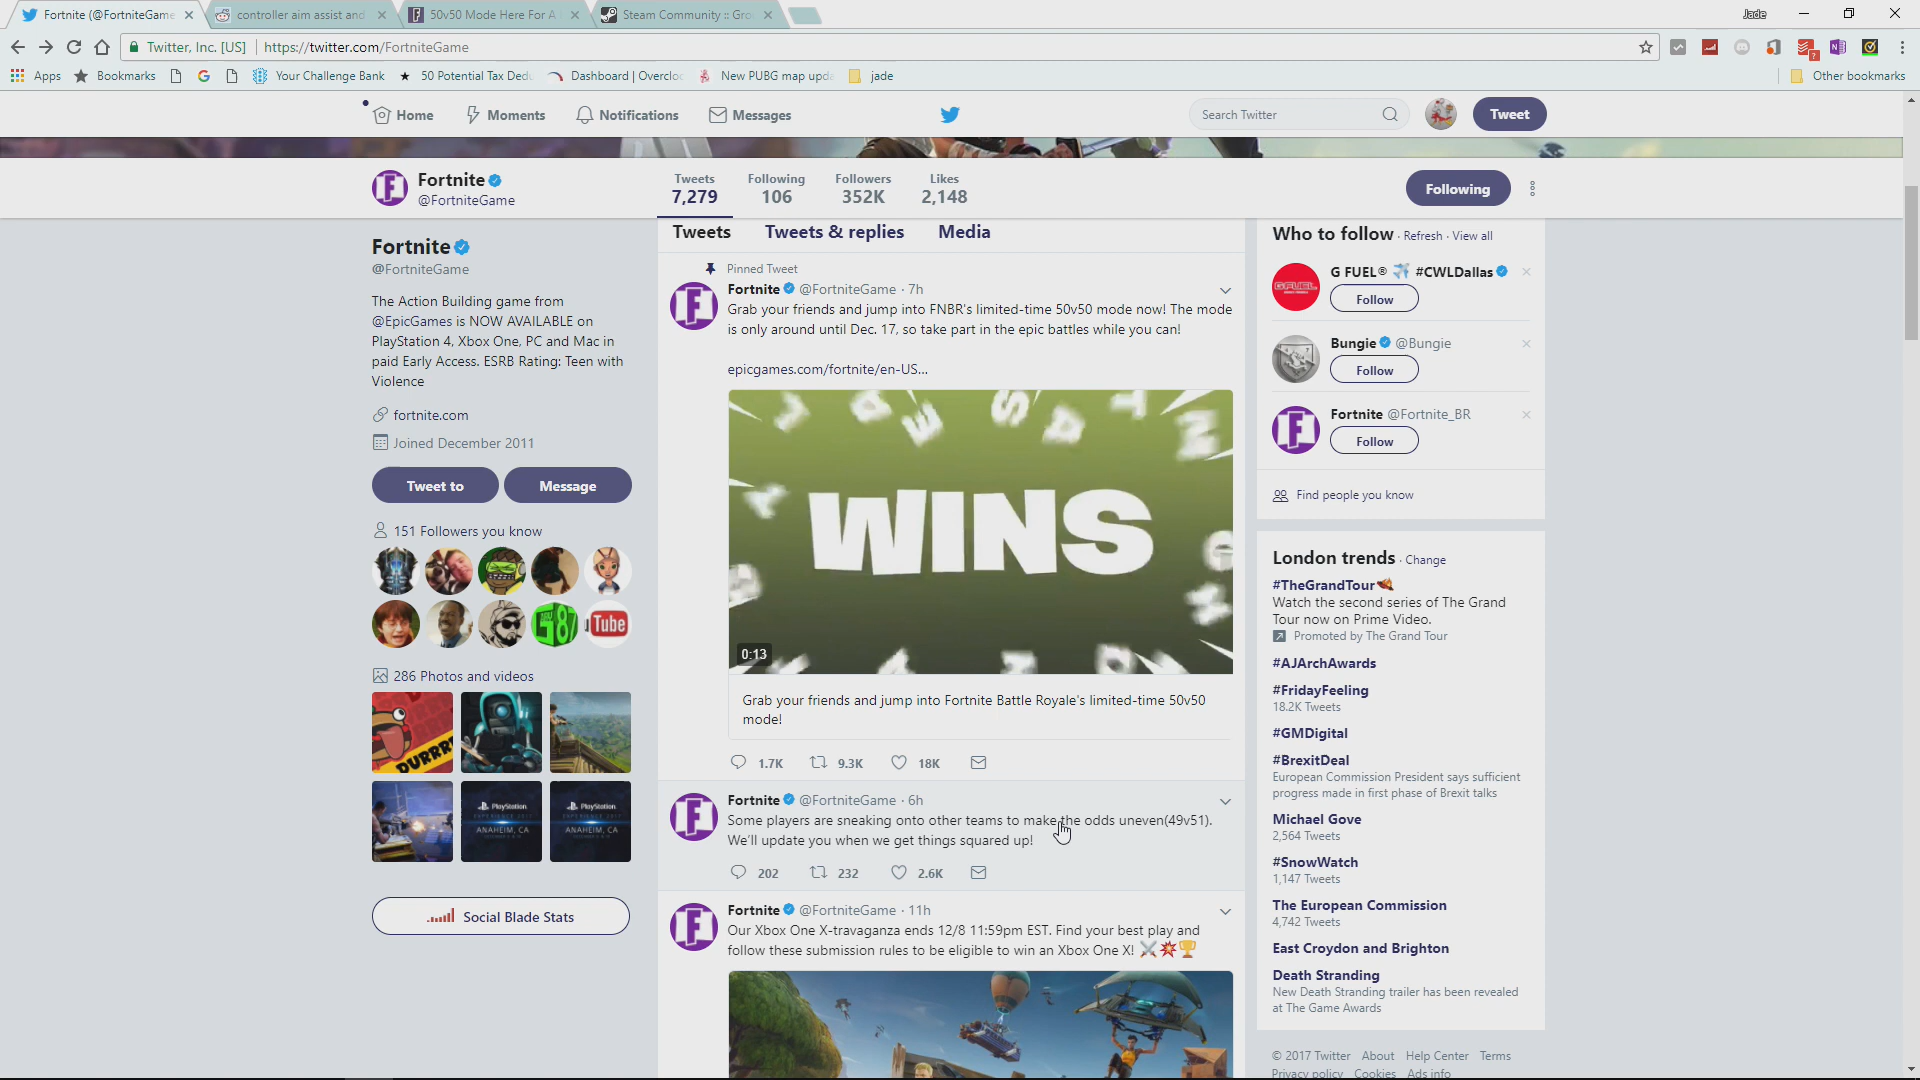 Fortnite (@FortniteGame
controller aim assist and
50v50 Mode Here For A
Steam Community :: Gro
Jade
Twitter, Inc. [US]
https://twitter.com/FortniteGame
Apps
Bookmarks
Your Challenge Bank
50 Potential Tax Dedu
Dashboard | Overcloc
New PUBG map upda
jade
Other bookmarks
Home
Moments
Notifications
Messages
Search Twitter
Tweet
Fortnite
@FortniteGame
Tweets
7,279
Following
106
Followers
352K
Likes
2,148
Following
Fortnite
@FortniteGame
The Action Building game from
@EpicGames is NOW AVAILABLE on
PlayStation 4, Xbox One, PC and Mac in
paid Early Access. ESRB Rating: Teen with
Violence
fortnite.com
Joined December 2011
Tweet to
Message
151 Followers you know
87
Tube
286 Photos and videos
DURRR
PlayStation
EXPERIENCE 2017
ANAHEIM, CA
PlayStation
EXPERIENCE 2017
ANAHEIM, CA
Social Blade Stats
Tweets
Tweets & replies
Media
Pinned Tweet
Fortnite @FortniteGame · 7h
Grab your friends and jump into FNBR's limited-time 50v50 mode now! The mode
is only around until Dec. 17, so take part in the epic battles while you can!
epicgames.com/fortnite/en-US...
WINS
0:13
Grab your friends and jump into Fortnite Battle Royale's limited-time 50v50
mode!
1.7K
9.3K
18K
Fortnite @FortniteGame · 6h
Some players are sneaking onto other teams to make the odds uneven(49v51).
We'll update you when we get things squared up!
202
232
2.6K
Fortnite @FortniteGame · 11h
Our Xbox One X-travaganza ends 12/8 11:59pm EST. Find your best play and
follow these submission rules to be eligible to win an Xbox One X! ⚔💥🏆
Who to follow · Refresh · View all
G FUEL® ✈ #CWLDallas
Follow
GFUEL
Bungie @Bungie
Follow
Fortnite @Fortnite_BR
Follow
Find people you know
London trends · Change
#TheGrandTour
Watch the second series of The Grand
Tour now on Prime Video.
Promoted by The Grand Tour
#AJArchAwards
#FridayFeeling
18.2K Tweets
#GMDigital
#BrexitDeal
European Commission President says sufficient
progress made in first phase of Brexit talks
Michael Gove
2,564 Tweets
#SnowWatch
1,147 Tweets
The European Commission
4,742 Tweets
East Croydon and Brighton
Death Stranding
New Death Stranding trailer has been revealed
at The Game Awards
© 2017 Twitter About Help Center Terms
Privacy policy Cookies Ads info